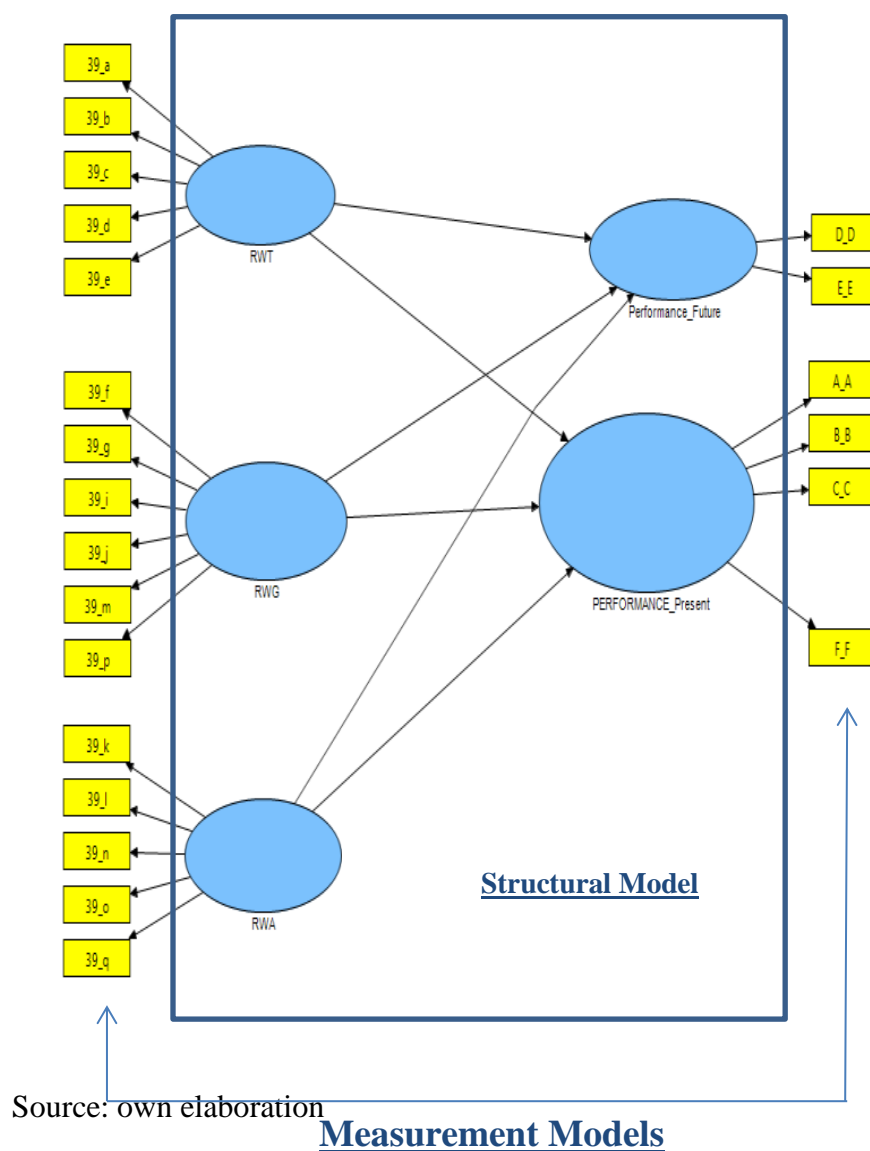 39_a
39_b
39_c
39_d
39_e
RWT
Performance_Future
D_D
E_E
39_f
39_g
39_i
39_j
39_m
39_p
RWG
PERFORMANCE_Present
A_A
B_B
C_C
F_F
39_k
39_l
39_n
39_o
39_q
RWA
Structural Model
Source: own elaboration
Measurement Models